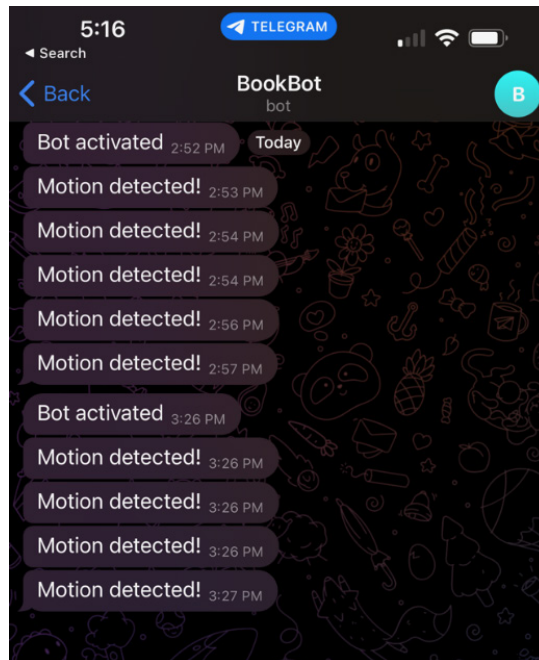 5:16
TELEGRAM
Search
Back
BookBot
bot
B
Bot activated 2:52 PM
Today
Motion detected! 2:53 PM
Motion detected! 2:54 PM
Motion detected! 2:54 PM
Motion detected! 2:56 PM
Motion detected! 2:57 PM
Bot activated 3:26 PM
Motion detected! 3:26 PM
Motion detected! 3:26 PM
Motion detected! 3:26 PM
Motion detected! 3:27 PM